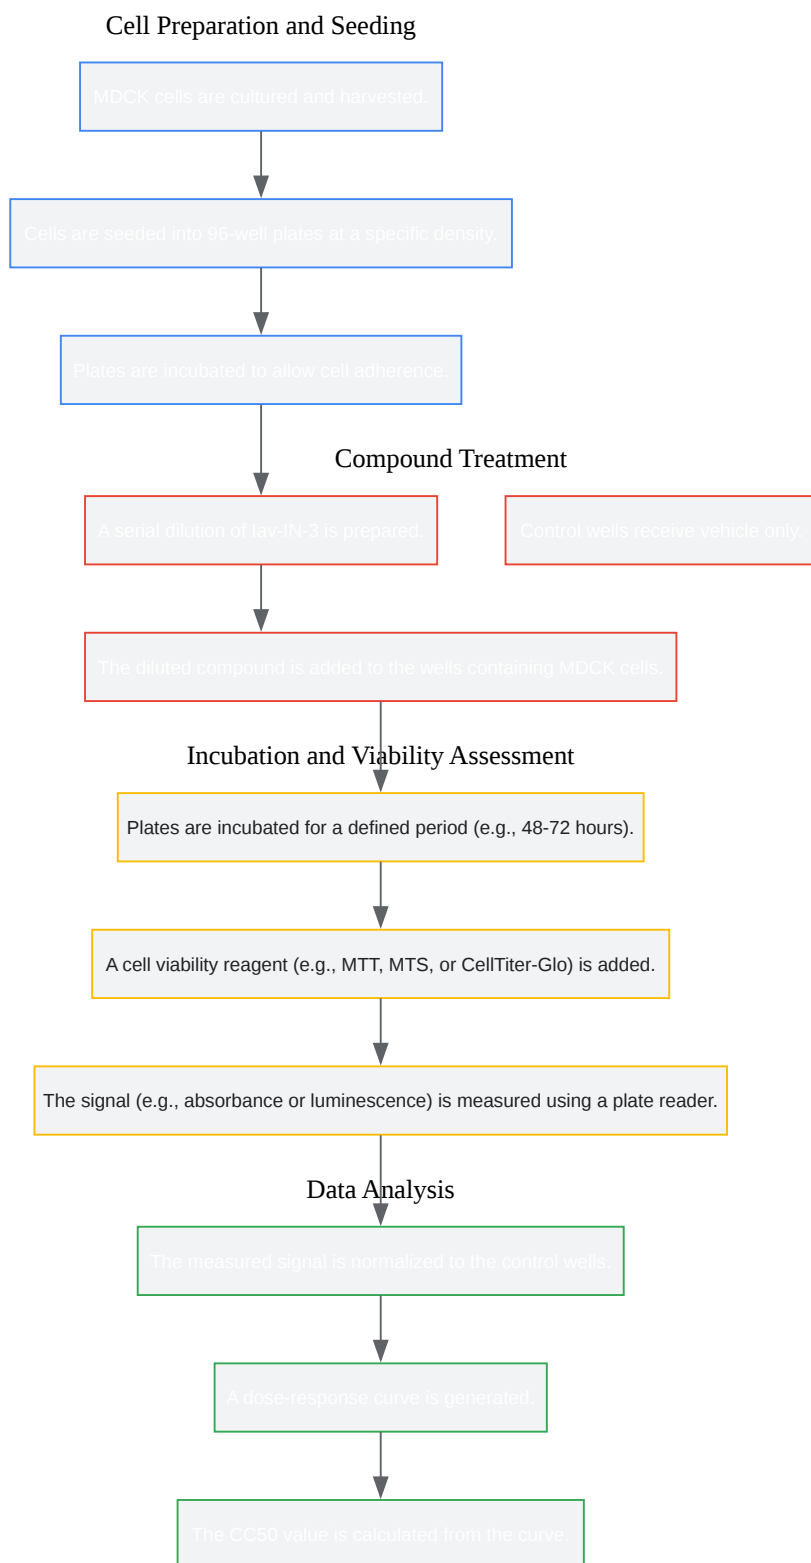 Cell Preparation and Seeding
MDCK cells are cultured and harvested.
Cells are seeded into 96-well plates at a specific density.
Plates are incubated to allow cell adherence.
Compound Treatment
A serial dilution of Iav-IN-3 is prepared.
Control wells receive vehicle only.
The diluted compound is added to the wells containing MDCK cells.
Incubation and Viability Assessment
Plates are incubated for a defined period (e.g., 48-72 hours).
A cell viability reagent (e.g., MTT, MTS, or CellTiter-Glo) is added.
The signal (e.g., absorbance or luminescence) is measured using a plate reader.
Data Analysis
The measured signal is normalized to the control wells.
A dose-response curve is generated.
The CC50 value is calculated from the curve.